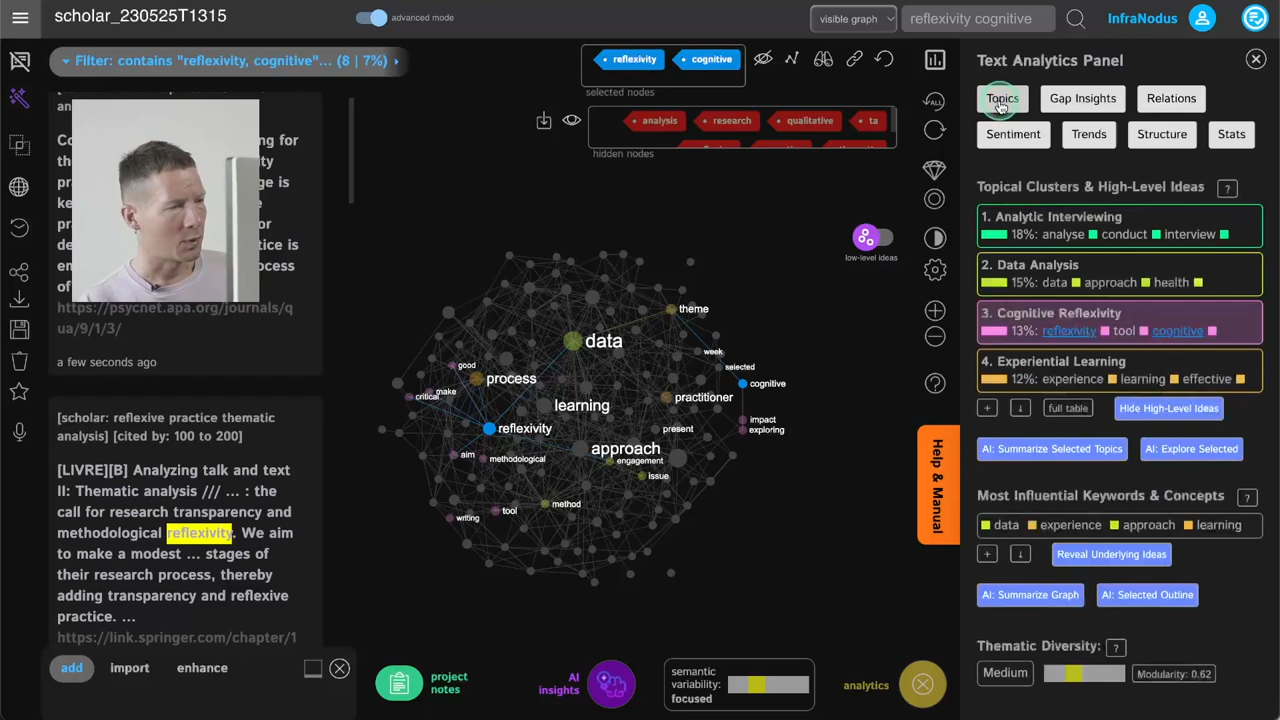 scholar_230525T1315
advanced mode
visible graph
reflexivity cognitive
InfraNodus
Filter: contains "reflexivity, cognitive"... (8 | 7%)
reflexivity
cognitive
selected nodes
analysis
research
qualitative
ta
hidden nodes
https://psycnet.apa.org/journals/q
ua/9/1/3/
a few seconds ago
[scholar: reflexive practice thematic
analysis] [cited by: 100 to 200]
[LIVRE][B] Analyzing talk and text
II: Thematic analysis /// ... : the
call for research transparency and
methodological reflexivity. We aim
to make a modest ... stages of
their research process, thereby
adding transparency and reflexive
practice. ...
https://link.springer.com/chapter/1
add
import
enhance
low-level ideas
theme
data
week
selected
good
process
cognitive
make
critical
learning
practitioner
impact
exploring
reflexivity
present
approach
aim
methodological
engagement
issue
method
tool
writing
project
notes
AI
insights
semantic
variability:
focused
analytics
Help & Manual
Text Analytics Panel
Topics
Gap Insights
Relations
Sentiment
Trends
Structure
Stats
Topical Clusters & High-Level Ideas ?
1. Analytic Interviewing
18%: analyse conduct interview
2. Data Analysis
15%: data approach health
3. Cognitive Reflexivity
13%: reflexivity tool cognitive
4. Experiential Learning
12%: experience learning effective
+ ↓ full table Hide High-Level Ideas
AI: Summarize Selected Topics
AI: Explore Selected
Most Influential Keywords & Concepts ?
data experience approach learning
+ ↓ Reveal Underlying Ideas
AI: Summarize Graph
AI: Selected Outline
Thematic Diversity: ?
Medium
Modularity: 0.62